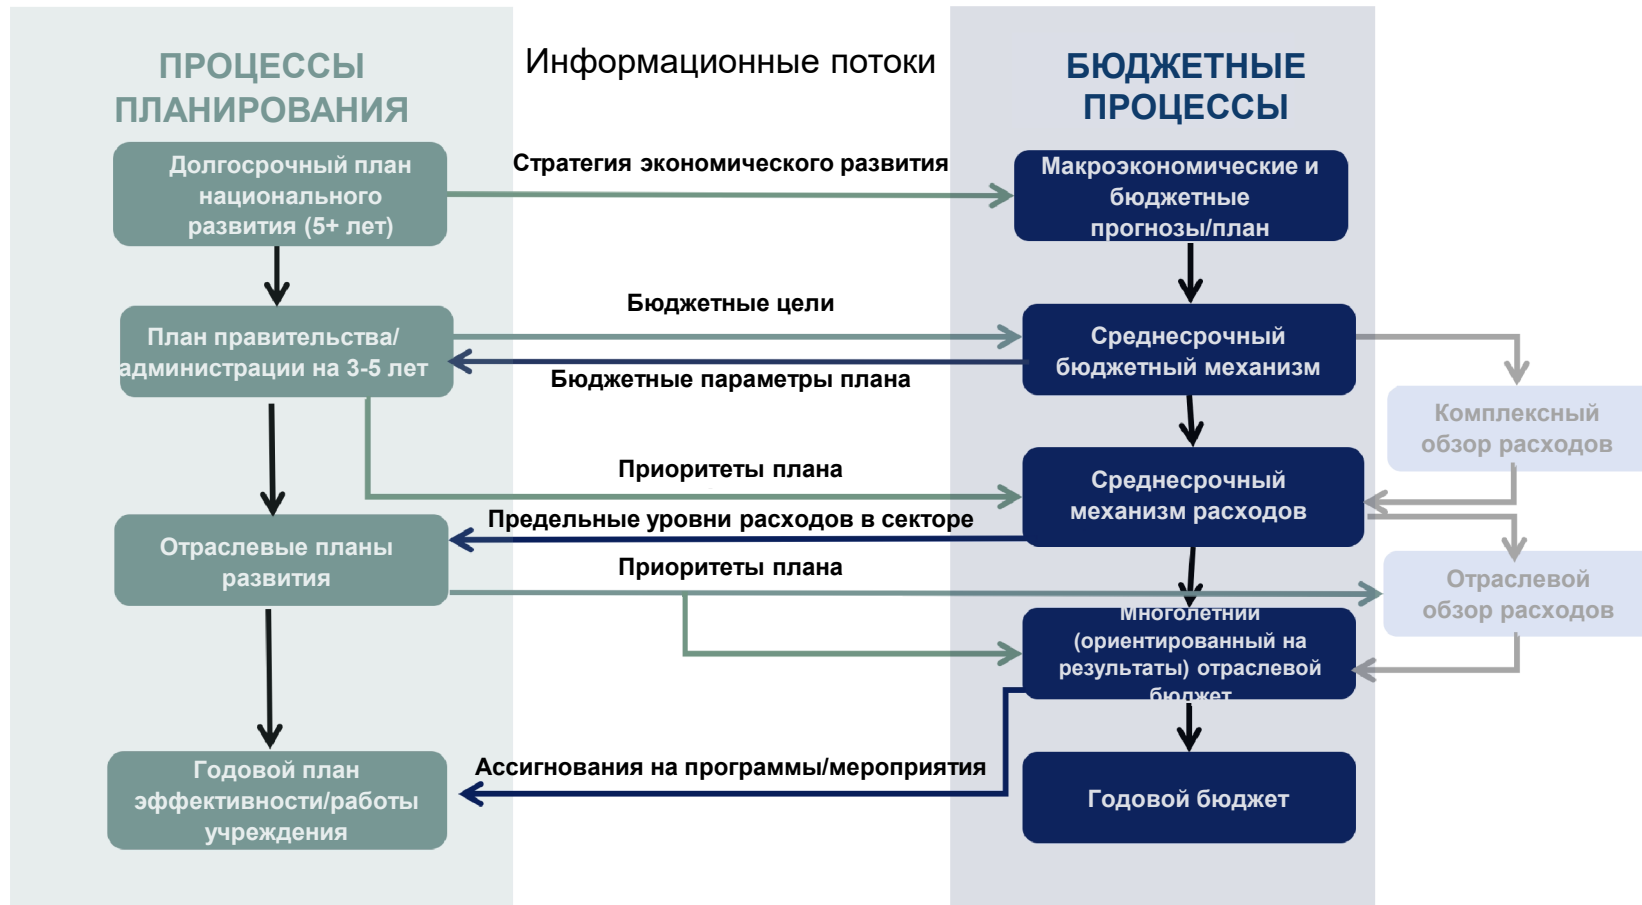 ПРОЦЕССЫ
ПЛАНИРОВАНИЯ
Информационные потоки
БЮДЖЕТНЫЕ
ПРОЦЕССЫ
Долгосрочный план
национального
развития (5+ лет)
Стратегия экономического развития
Макроэкономические и
бюджетные
прогнозы/план
План правительства/
администрации на 3-5 лет
Бюджетные цели
Бюджетные параметры плана
Среднесрочный
бюджетный механизм
Комплексный
обзор расходов
Приоритеты плана
Среднесрочный
механизм расходов
Предельные уровни расходов в секторе
Отраслевые планы
развития
Приоритеты плана
Отраслевой
обзор расходов
Многолетний
(ориентированный на
результаты) отраслевой
бюджет
Годовой план
эффективности/работы
учреждения
Ассигнования на программы/мероприятия
Годовой бюджет